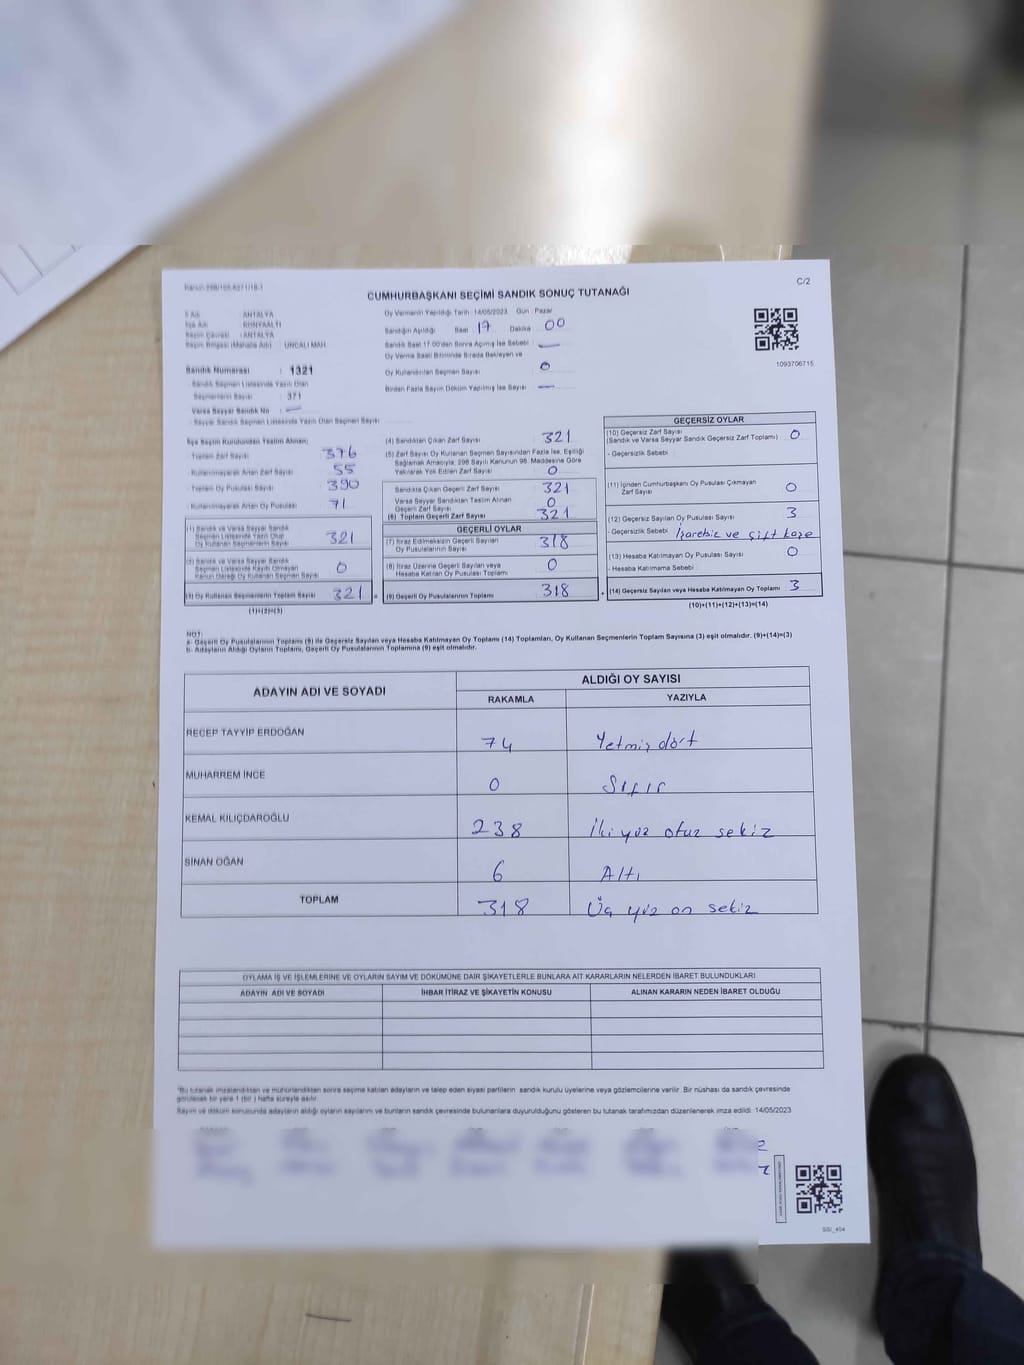 C/2
CUMHURBAŞKANI SEÇİMİ SANDIK SONUÇ TUTANAĞI
1093706715
İl Adı : ANTALYA
İlçe Adı : KONYAALTI
Seçim Çevresi : ANTALYA
Seçim Bölgesi (Mahalle Adı) : UNCALI MAH.
Sandık Numarası : 1321
Sandık Seçmen Listesinde Yazılı Olan
Seçmenlerin Sayısı : 371
Varsa Seyyar Sandık No : —
- Seyyar Sandık Seçmen Listesinde Yazılı Olan Seçmen Sayısı :
Oy Vermenin Yapıldığı Tarih: 14/05/2023 Gün : Pazar
Sandığın Açıldığı Saat 17 Dakika 00
Sandık Saat 17:00'den Sonra Açılmış İse Sebebi : —
Oy Verme Saati Bitiminde Sırada Bekleyen ve
Oy Kullandırılan Seçmen Sayısı : 0
Birden Fazla Sayım Döküm Yapılmış İse Sayısı : —
İlçe Seçim Kurulundan Teslim Alınan;
- Toplam Zarf Sayısı : 376
- Kullanılmayarak Artan Zarf Sayısı : 55
- Toplam Oy Pusulası Sayısı : 390
- Kullanılmayarak Artan Oy Pusulası : 71
(1) Sandık ve Varsa Seyyar Sandık
Seçmen Listesinde Yazılı Olup
Oy Kullanan Seçmenlerin Sayısı : 321
(2) Sandık ve Varsa Seyyar Sandık
Seçmen Listesinde Kaydı Olmayan
Kanun Gereği Oy Kullanan Seçmen Sayısı : 0
(3) Oy Kullanan Seçmenlerin Toplam Sayısı : 321
(1)+(2)=(3)
(4) Sandıktan Çıkan Zarf Sayısı : 321
(5) Zarf Sayısı Oy Kullanan Seçmen Sayısından Fazla İse, Eşitliği
Sağlamak Amacıyla, 298 Sayılı Kanunun 98. Maddesine Göre
Yakılarak Yok Edilen Zarf Sayısı : 0
Sandıkta Çıkan Geçerli Zarf Sayısı : 321
Varsa Seyyar Sandıktan Teslim Alınan
Geçerli Zarf Sayısı : 0
(6) Toplam Geçerli Zarf Sayısı : 321
GEÇERLİ OYLAR
(7) İtiraz Edilmeksizin Geçerli Sayılan
Oy Pusulalarının Sayısı : 318
(8) İtiraz Üzerine Geçerli Sayılan veya
Hesaba Katılan Oy Pusulası Toplamı : 0
(9) Geçerli Oy Pusulalarının Toplamı : 318
GEÇERSİZ OYLAR
(10) Geçersiz Zarf Sayısı
(Sandık ve Varsa Seyyar Sandık Geçersiz Zarf Toplamı) : 0
- Geçersizlik Sebebi :
(11) İçinden Cumhurbaşkanı Oy Pusulası Çıkmayan
Zarf Sayısı : 0
(12) Geçersiz Sayılan Oy Pusulası Sayısı : 3
- Geçersizlik Sebebi : İşaretsiz ve çift kaşe
(13) Hesaba Katılmayan Oy Pusulası Sayısı : 0
- Hesaba Katılmama Sebebi :
(14) Geçersiz Sayılan veya Hesaba Katılmayan Oy Toplamı : 3
(10)+(11)+(12)+(13)=(14)
NOT:
a- Geçerli Oy Pusulalarının Toplamı (9) ile Geçersiz Sayılan veya Hesaba Katılmayan Oy Toplamı (14) Toplamları, Oy Kullanan Seçmenlerin Toplam Sayısına (3) eşit olmalıdır. (9)+(14)=(3)
b- Adayların Aldığı Oyların Toplamı, Geçerli Oy Pusulalarının Toplamına (9) eşit olmalıdır.
ADAYIN ADI VE SOYADI
ALDIĞI OY SAYISI
RAKAMLA YAZIYLA
RECEP TAYYİP ERDOĞAN 74 Yetmiş dört
MUHARREM İNCE 0 Sıfır
KEMAL KILIÇDAROĞLU 238 İki yüz otuz sekiz
SİNAN OĞAN 6 Altı
TOPLAM 318 Üç yüz on sekiz
OYLAMA İŞ VE İŞLEMLERİNE VE OYLARIN SAYIM VE DÖKÜMÜNE DAİR ŞİKAYETLERLE BUNLARA AİT KARARLARIN NELERDEN İBARET BULUNDUKLARI
ADAYIN ADI VE SOYADI İHBAR İTİRAZ VE ŞİKAYETİN KONUSU ALINAN KARARIN NEDEN İBARET OLDUĞU
*Bu tutanak imzalandıktan ve mühürlendikten sonra seçime katılan adayların ve talep eden siyasi partilerin sandık kurulu üyelerine veya gözlemcilerine verilir. Bir nüshası da sandık çevresinde
görülecek bir yere 1 (bir) hafta süreyle asılır.
Sayım ve döküm sonucunda adayların aldığı oyların sayılarını ve bunların sandık çevresinde bulunanlara duyurulduğunu gösteren bu tutanak tarafımızdan düzenlenerek imza edildi. 14/05/2023
SSI_404